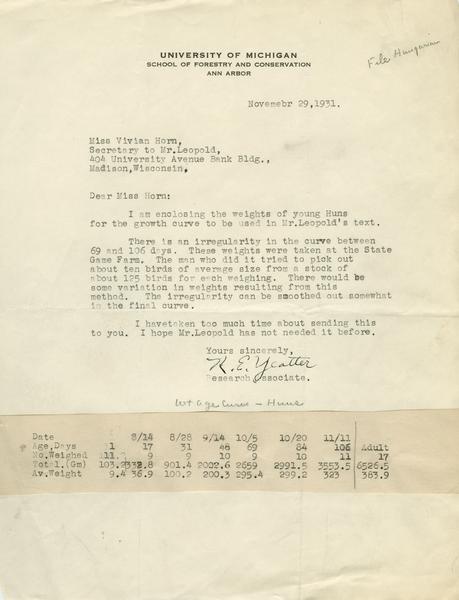 UNIVERSITY OF MICHIGAN
SCHOOL OF FORESTRY AND CONSERVATION
ANN ARBOR
File Hungarian
Novemebr 29,1931.
Miss Vivian Horn,
Secretary to Mr.Leopold,
404 University Avenue Bank Bldg.,
Madison,Wisconsin,
Dear Miss Horn:
I am enclosing the weights of young Huns
for the growth curve to be used in Mr.Leopold's text.
There is an irregularity in the curve between
69 and 106 days. These weights were taken at the State
Game Farm. The man who did it tried to pick out
about ten birds of average size from a stock of
about 125 birds for each weighing. There would be
some variation in weights resulting from this
method. The irregularity can be smoothed out somewhat
in the final curve.
I havetaken too much time about sending this
to you. I hope Mr.Leopold has not needed it before.
Yours sincerely,
R. E. Yeatter
Research Associate.
Wt Age Curve - Huns
Date 8/14 8/28 9/14 10/5 10/20 11/11
Age,Days 1 17 31 48 69 84 106 Adult
No.Weighed 11. 9 9 10 9 10 11 17
Total.(Gm) 103.2 332.8 901.4 2002.6 2659 2991.5 3553.5 6526.5
Av.Weight 9.4 36.9 100.2 200.3 295.4 299.2 323 383.9